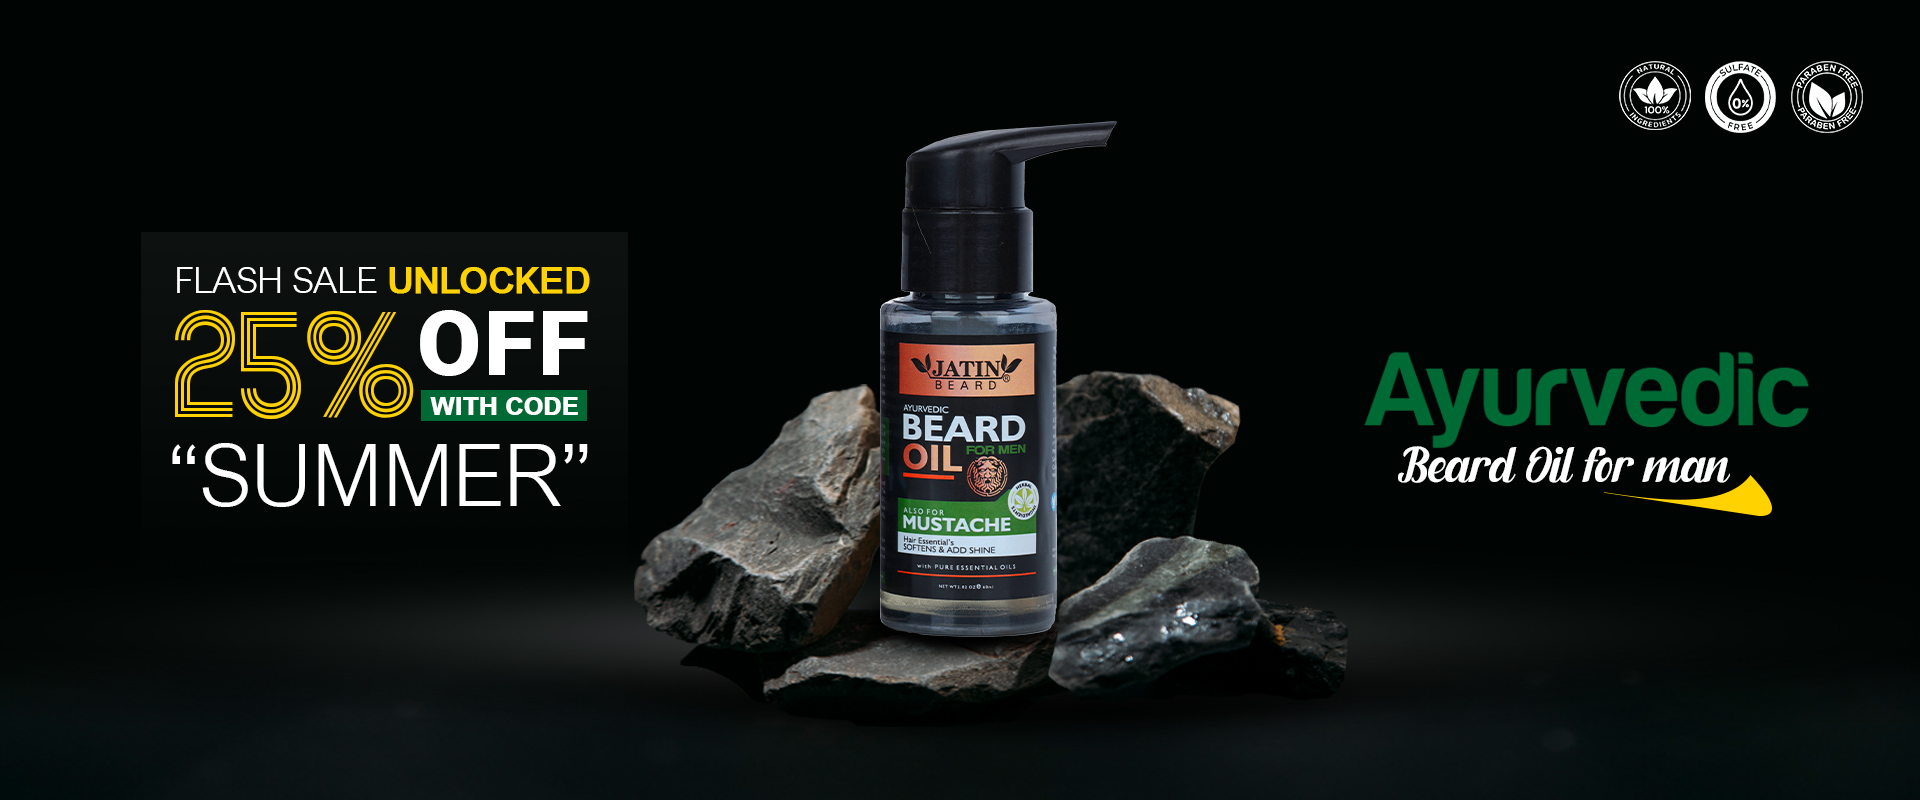 NATURAL
100%
INGREDIENTS
SULFATE
0%
FREE
PARABEN FREE
PARABEN FREE
FLASH SALE UNLOCKED
25% OFF
WITH CODE
“SUMMER”
JATIN
BEARD
®
AYURVEDIC
BEARD
OIL FOR MEN
HERBAL
INGREDIENTS
ALSO FOR
MUSTACHE
Hair Essential's
SOFTENS & ADD SHINE
with PURE ESSENTIAL OILS
Ayurvedic
Beard Oil for man